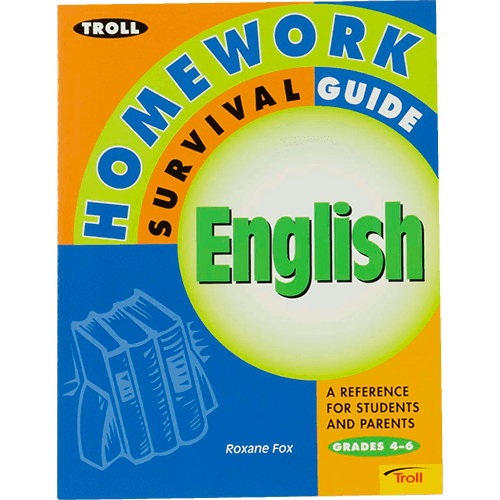 TROLL
HOMEWORK
SURVIVAL GUIDE
English
A REFERENCE
FOR STUDENTS
AND PARENTS
GRADES 4–6
Roxane Fox
Troll